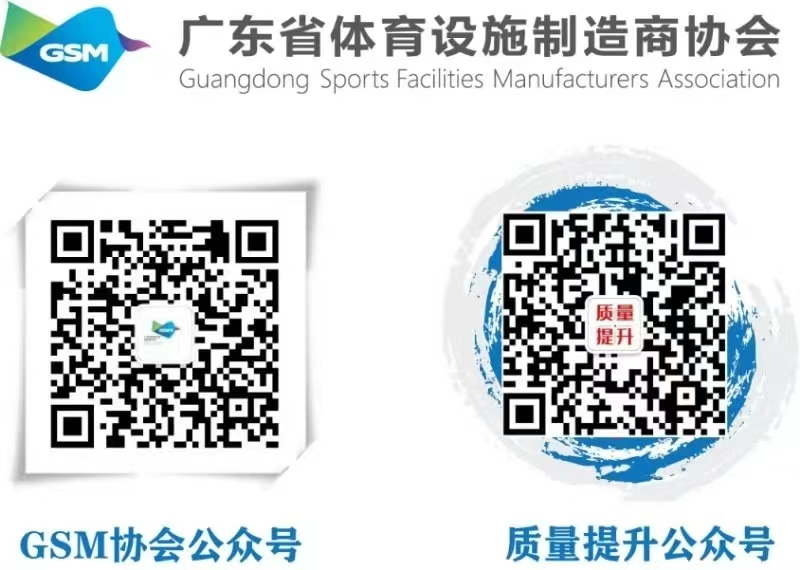 GSM
广东省体育设施制造商协会
Guangdong Sports Facilities Manufacturers Association
GSM
质量
提升
GSM协会公众号
质量提升公众号